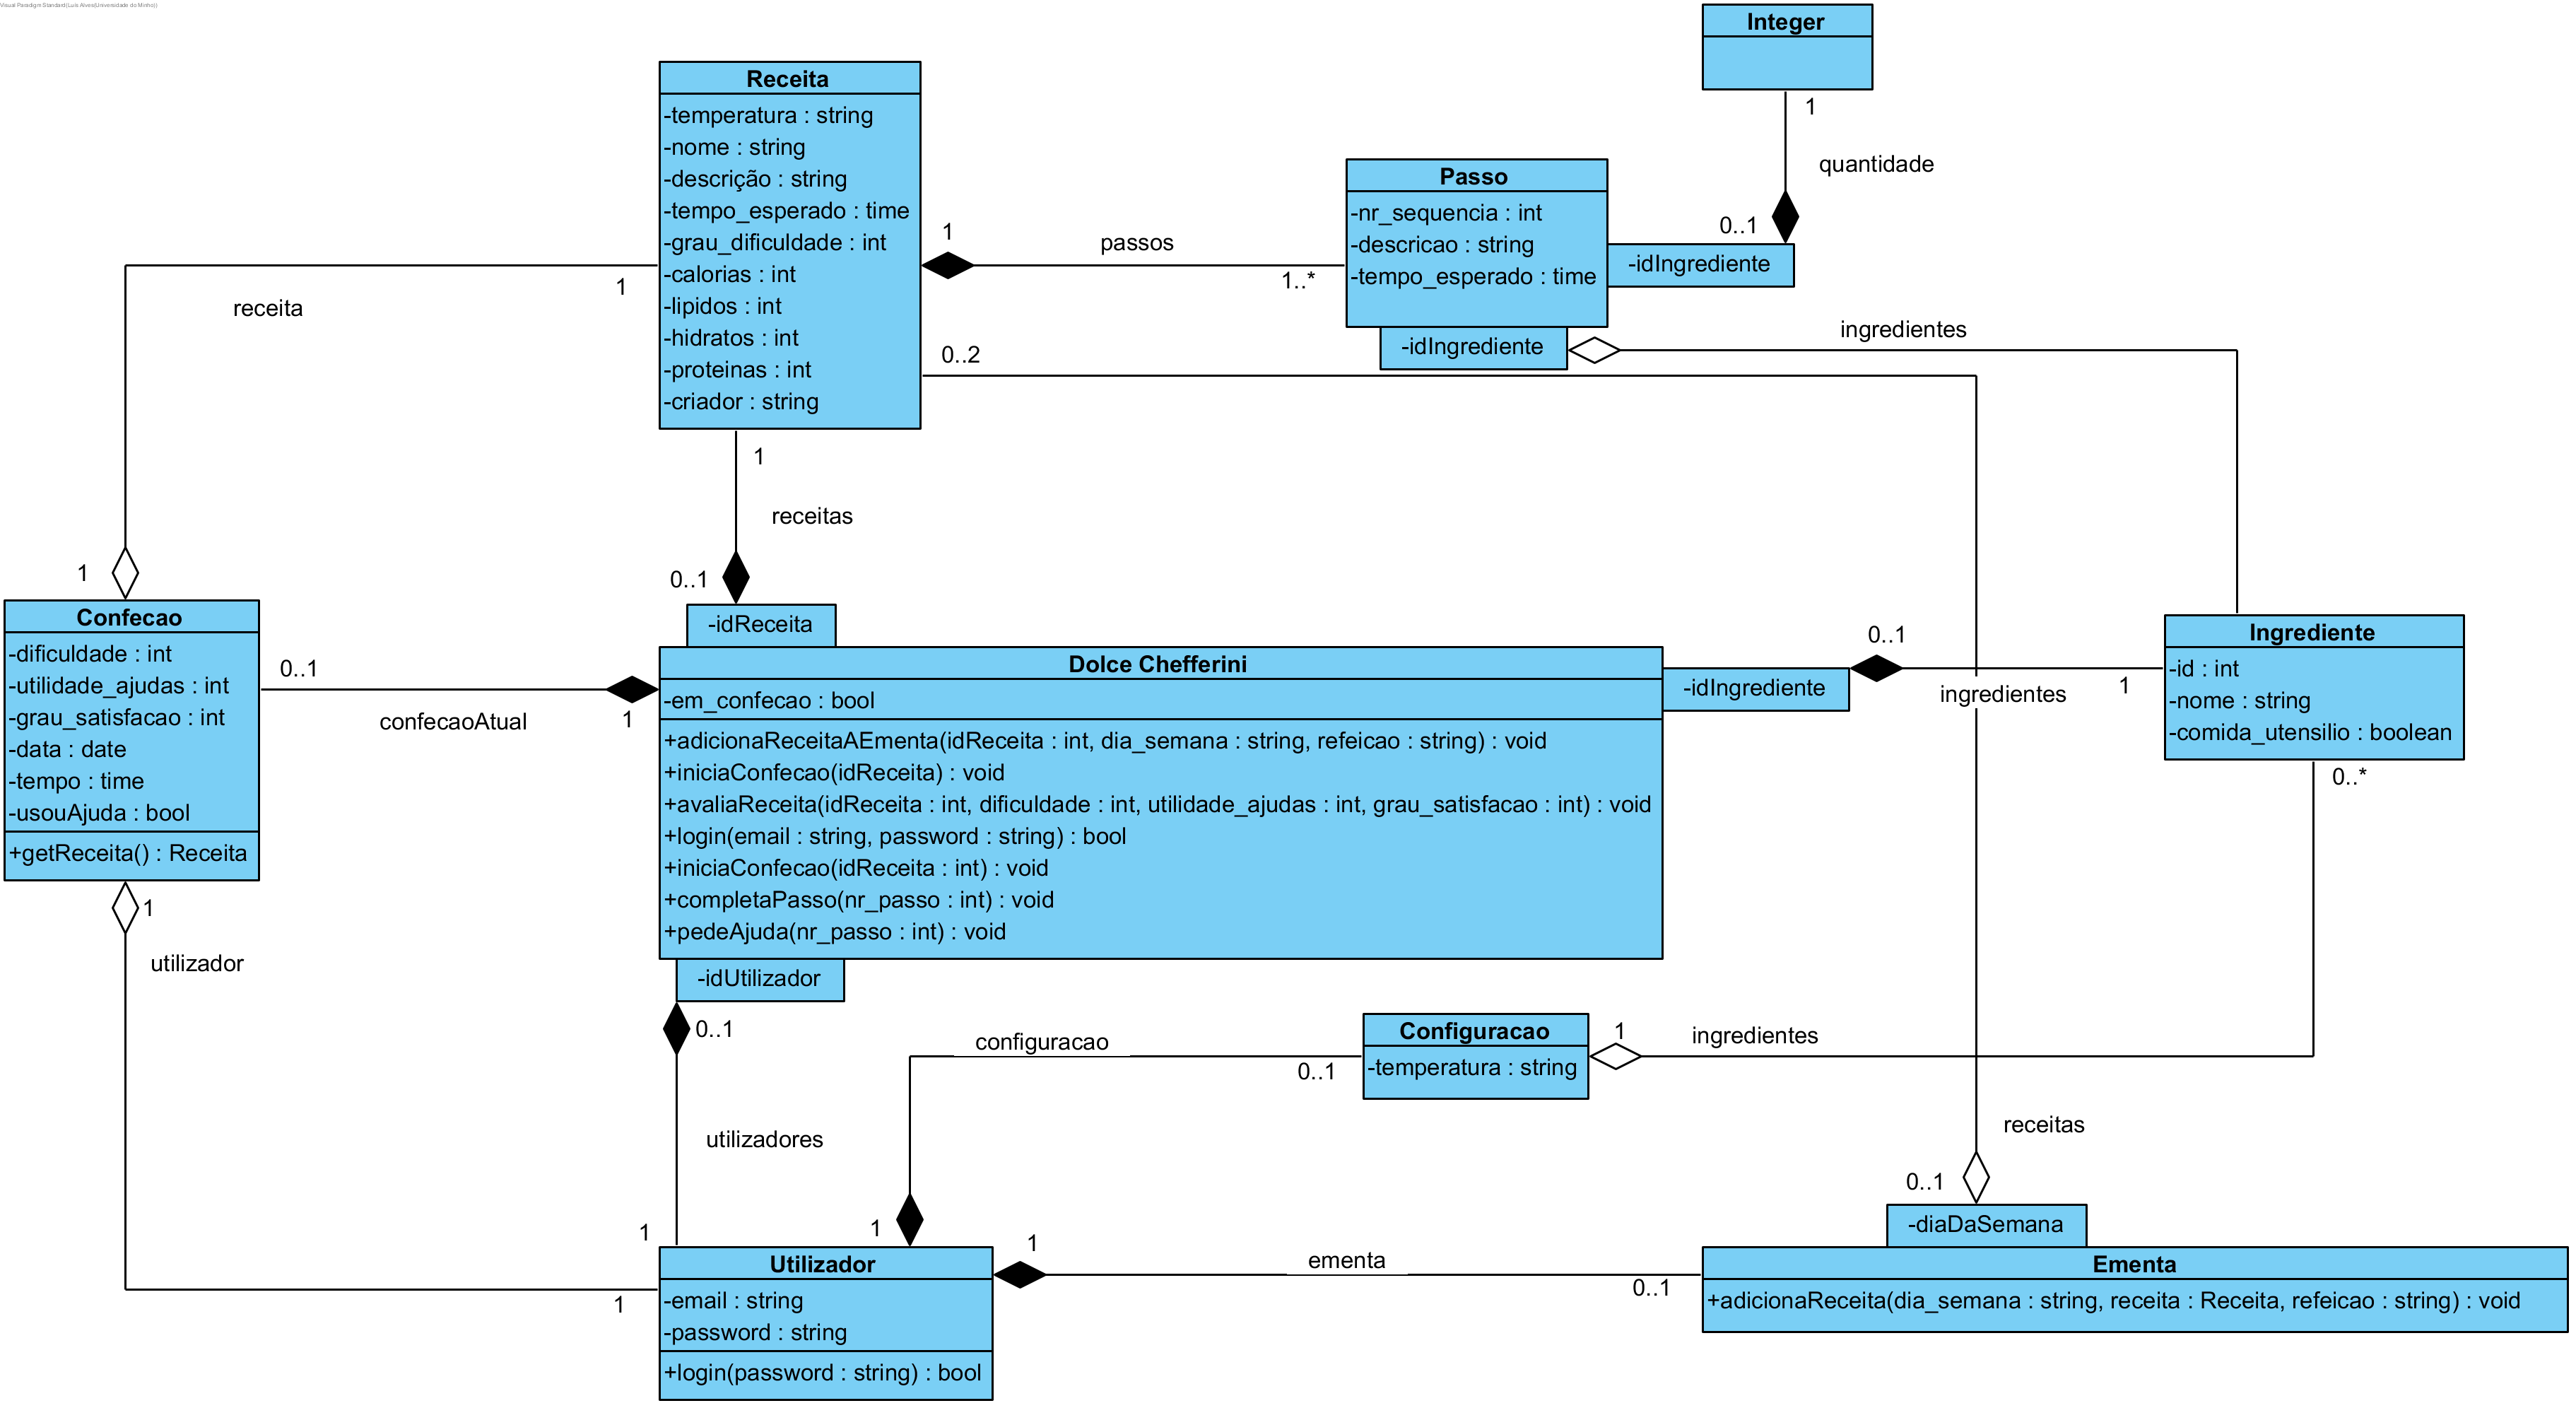 Visual Paradigm Standard(Luis Alves(Universidade do Minho))
Integer
1
quantidade
0..1
Receita
-temperatura : string
-nome : string
-descrição : string
-tempo_esperado : time
-grau_dificuldade : int
-calorias : int
-lipidos : int
-hidratos : int
-proteinas : int
-criador : string
1
passos
1..*
Passo
-nr_sequencia : int
-descricao : string
-tempo_esperado : time
-idIngrediente
-idIngrediente
ingredientes
0..2
1
receita
1
1
receitas
0..1
-idReceita
Confecao
-dificuldade : int
-utilidade_ajudas : int
-grau_satisfacao : int
-data : date
-tempo : time
-usouAjuda : bool
+getReceita() : Receita
0..1
confecaoAtual
1
Dolce Chefferini
-em_confecao : bool
+adicionaReceitaAEmenta(idReceita : int, dia_semana : string, refeicao : string) : void
+iniciaConfecao(idReceita) : void
+avaliaReceita(idReceita : int, dificuldade : int, utilidade_ajudas : int, grau_satisfacao : int) : void
+login(email : string, password : string) : bool
+iniciaConfecao(idReceita : int) : void
+completaPasso(nr_passo : int) : void
+pedeAjuda(nr_passo : int) : void
-idIngrediente
0..1
ingredientes
1
Ingrediente
-id : int
-nome : string
-comida_utensilio : boolean
0..*
1
utilizador
1
-idUtilizador
0..1
utilizadores
1
configuracao
0..1
1
Configuracao
-temperatura : string
1
ingredientes
receitas
0..1
-diaDaSemana
Utilizador
-email : string
-password : string
+login(password : string) : bool
1
ementa
0..1
Ementa
+adicionaReceita(dia_semana : string, receita : Receita, refeicao : string) : void